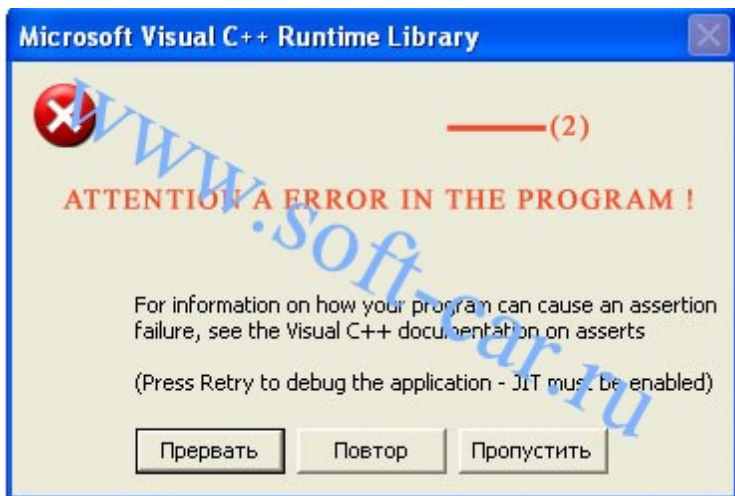 Microsoft Visual C++ Runtime Library
(2)
ATTENTION A ERROR IN THE PROGRAM !
www.soft-car.ru
For information on how your program can cause an assertion
failure, see the Visual C++ documentation on asserts
(Press Retry to debug the application - JIT must be enabled)
Прервать Повтор Пропустить